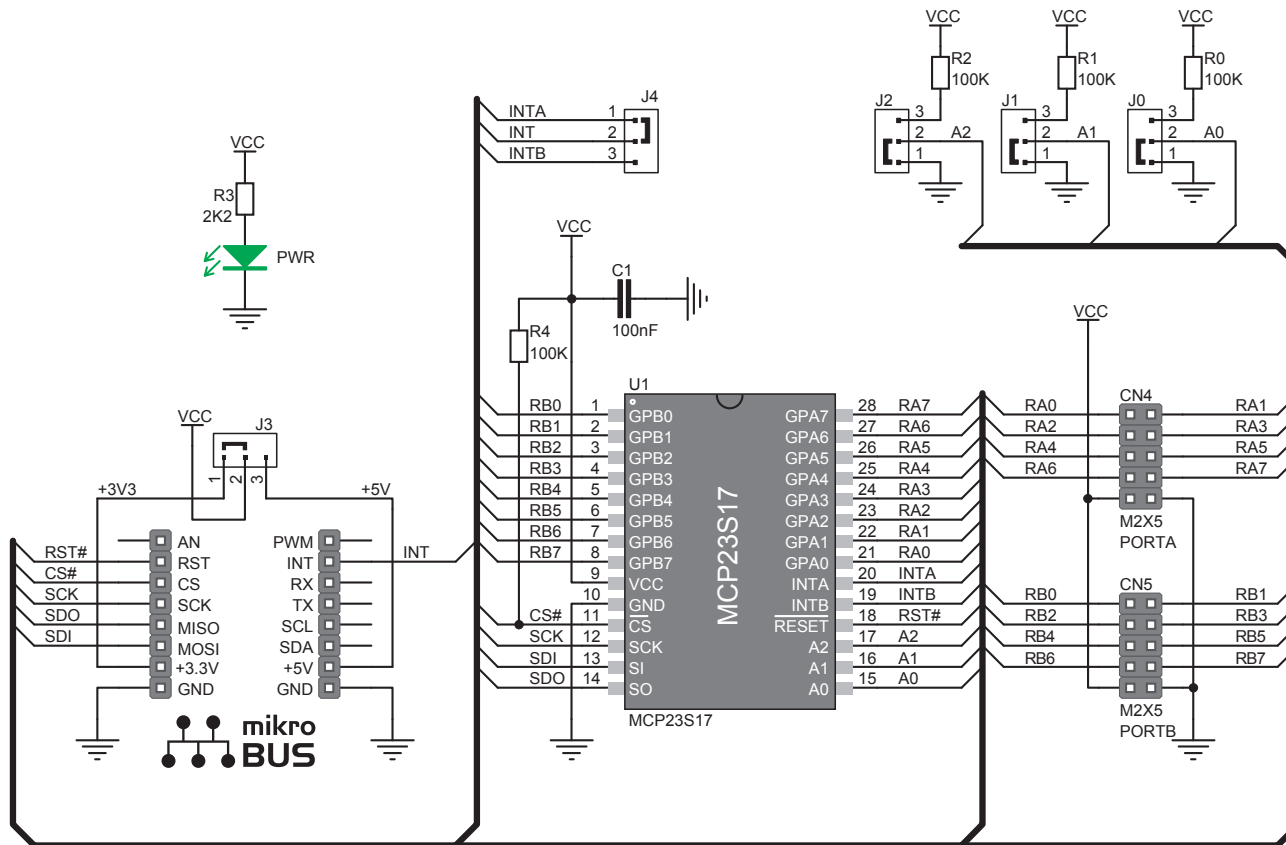 VCC
R2
100K
J2
3
2
A2
1
VCC
R1
100K
J1
3
2
A1
1
VCC
R0
100K
J0
3
2
A0
1
J4
INTA 1
INT 2
INTB 3
VCC
R3
2K2
PWR
VCC
C1
100nF
R4
100K
VCC
J3
1
2
3
+3V3
+5V
RST#
CS#
SCK
SDO
SDI
AN
RST
CS
SCK
MISO
MOSI
+3.3V
GND
PWM
INT
RX
TX
SCL
SDA
+5V
GND
INT
mikro
BUS
U1
RB0 1 GPB0
RB1 2 GPB1
RB2 3 GPB2
RB3 4 GPB3
RB4 5 GPB4
RB5 6 GPB5
RB6 7 GPB6
RB7 8 GPB7
9 VCC
10 GND
CS# 11 CS
SCK 12 SCK
SDI 13 SI
SDO 14 SO
MCP23S17
GPA7 28 RA7
GPA6 27 RA6
GPA5 26 RA5
GPA4 25 RA4
GPA3 24 RA3
GPA2 23 RA2
GPA1 22 RA1
GPA0 21 RA0
INTA 20 INTA
INTB 19 INTB
RESET 18 RST#
A2 17 A2
A1 16 A1
A0 15 A0
MCP23S17
VCC
CN4
RA0 RA1
RA2 RA3
RA4 RA5
RA6 RA7
M2X5
PORTA
CN5
RB0 RB1
RB2 RB3
RB4 RB5
RB6 RB7
M2X5
PORTB